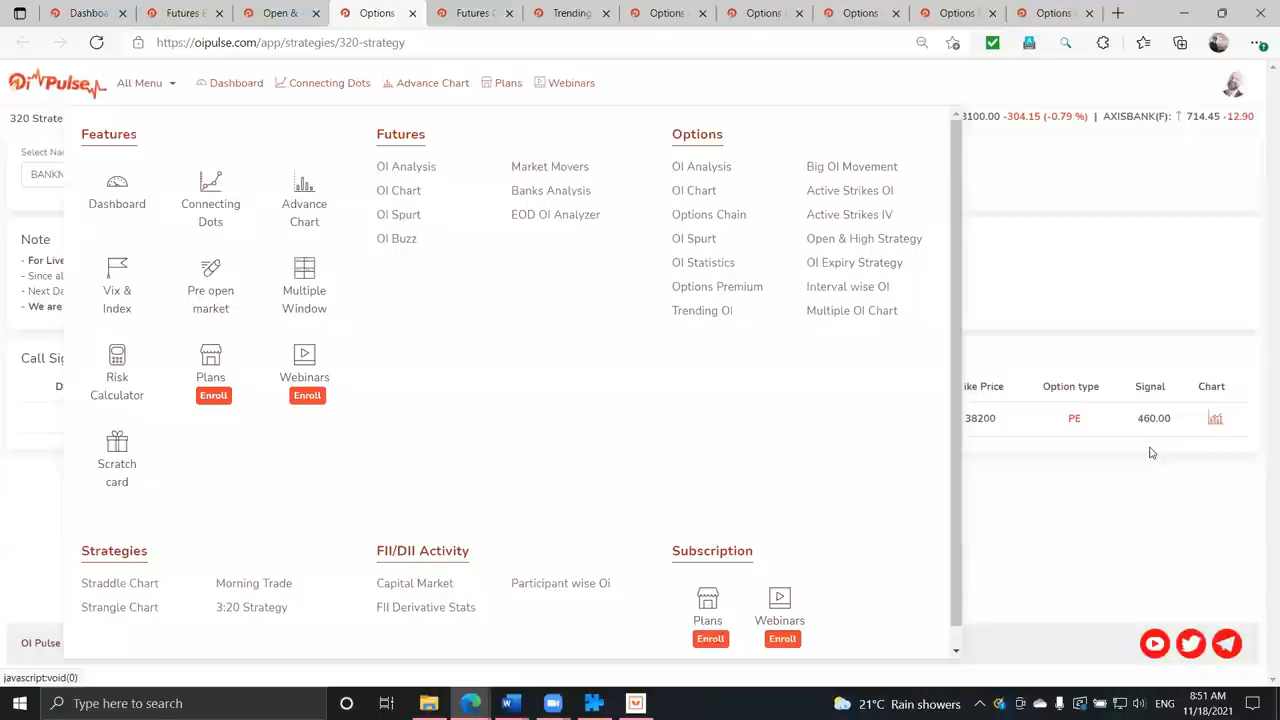 Dashbo
Futures E
Open &
Options
Futures O
Trending
Options
Options
Options
Options
Options
https://oipulse.com/app/strategies/320-strategy
Oi Pulse
All Menu
Dashboard
Connecting Dots
Advance Chart
Plans
Webinars
320 Strate
3100.00 -304.15 (-0.79 %) | AXISBANK(F): ↑ 714.45 -12.90
Select Na
BANKN
Note
- For Live
- Since al
- Next Da
- We are
Call Sig
D
Features
Dashboard
Connecting Dots
Advance Chart
Vix & Index
Pre open market
Multiple Window
Risk Calculator
Plans
Enroll
Webinars
Enroll
Scratch card
Futures
OI Analysis
Market Movers
OI Chart
Banks Analysis
OI Spurt
EOD OI Analyzer
OI Buzz
Options
OI Analysis
Big OI Movement
OI Chart
Active Strikes OI
Options Chain
Active Strikes IV
OI Spurt
Open & High Strategy
OI Statistics
OI Expiry Strategy
Options Premium
Interval wise OI
Trending OI
Multiple OI Chart
ike Price
Option type
Signal
Chart
38200
PE
460.00
Strategies
Straddle Chart
Morning Trade
Strangle Chart
3:20 Strategy
FII/DII Activity
Capital Market
Participant wise Oi
FII Derivative Stats
Subscription
Plans
Enroll
Webinars
Enroll
OI Pulse
javascript:void(0)
Type here to search
21°C Rain showers
ENG
8:51 AM
11/18/2021